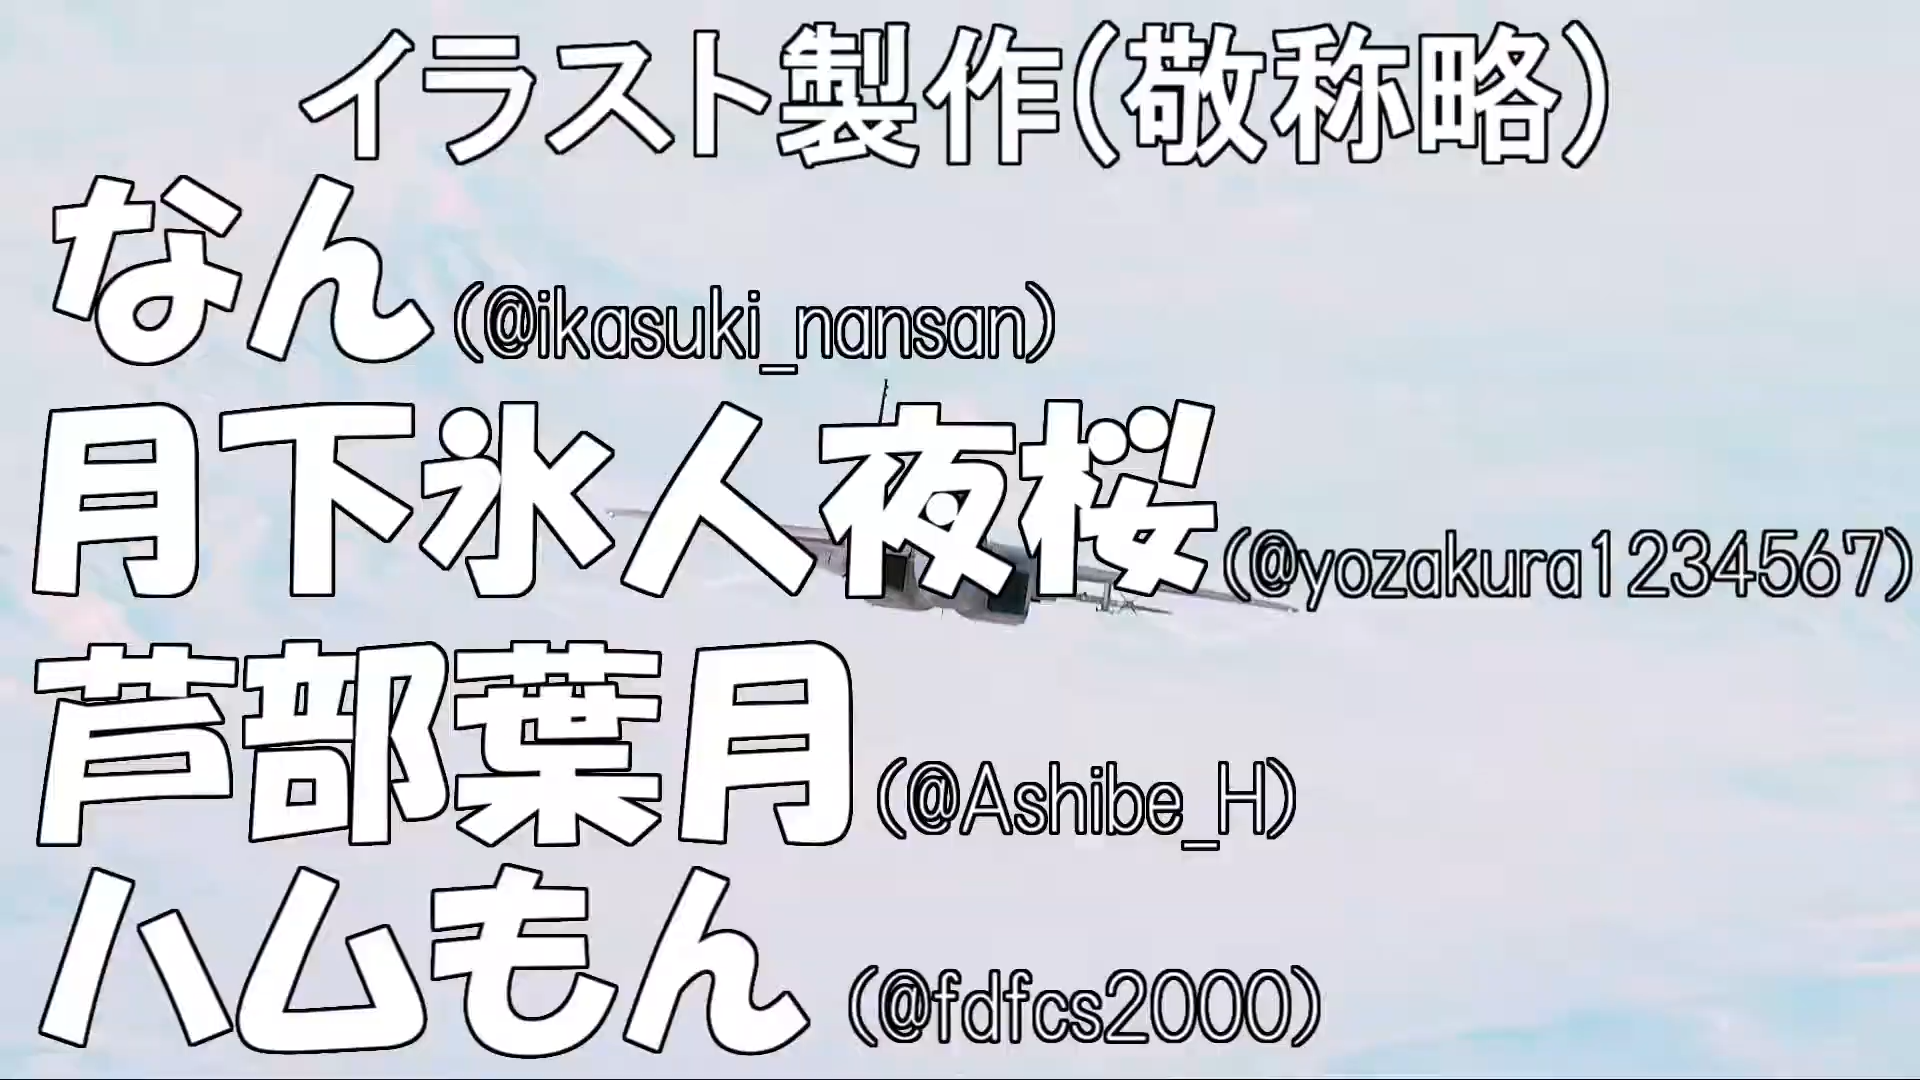 イラスト製作(敬称略)
なん(@ikasuki_nansan)
月下氷人夜桜(@yozakura1234567)
芦部葉月(@Ashibe_H)
ハムもん(@fdfcs2000)